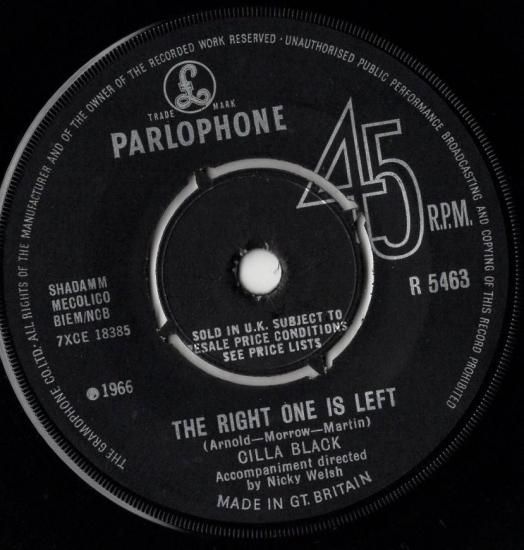 THE GRAMOPHONE CO. LTD. ALL RIGHTS OF THE MANUFACTURER AND OF THE OWNER OF THE RECORDED WORK RESERVED · UNAUTHORISED PUBLIC PERFORMANCE BROADCASTING AND COPYING OF THIS RECORD PROHIBITED
£
TRADE MARK
PARLOPHONE
45
R.P.M.
R 5463
SHADAMM
MECOLICO
BIEM/NCB
7XCE 18385
℗ 1966
SOLD IN U.K. SUBJECT TO
RESALE PRICE CONDITIONS
SEE PRICE LISTS
THE RIGHT ONE IS LEFT
(Arnold—Morrow—Martin)
CILLA BLACK
Accompaniment directed
by Nicky Welsh
MADE IN GT. BRITAIN